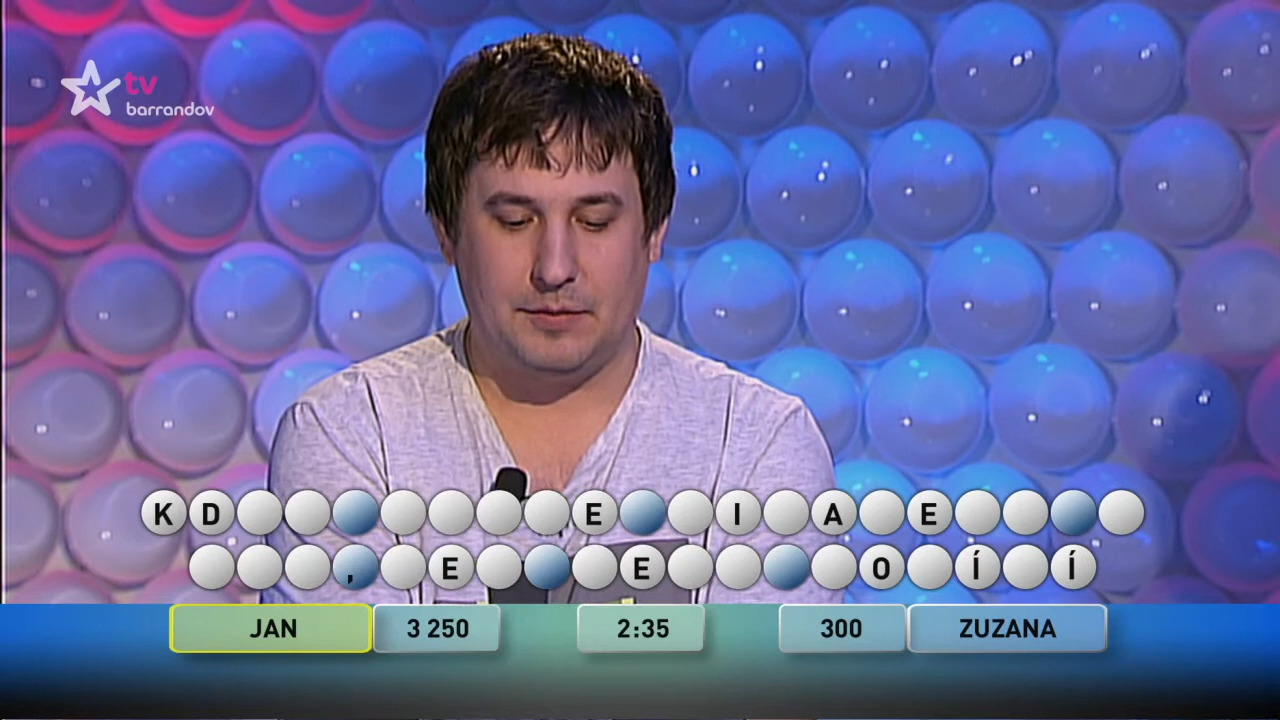 tv
barrandov
K D E I A E
, E E O Í Í
JAN 3 250 2:35 300 ZUZANA